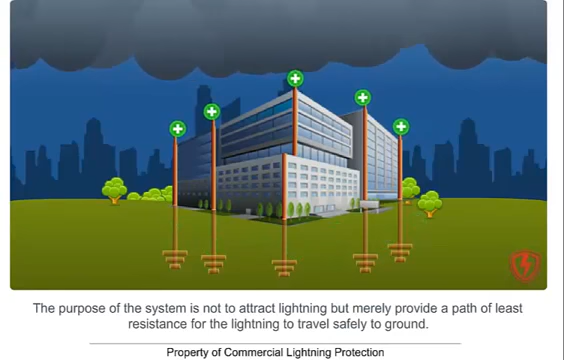 The purpose of the system is not to attract lightning but merely provide a path of least
resistance for the lightning to travel safely to ground.
Property of Commercial Lightning Protection